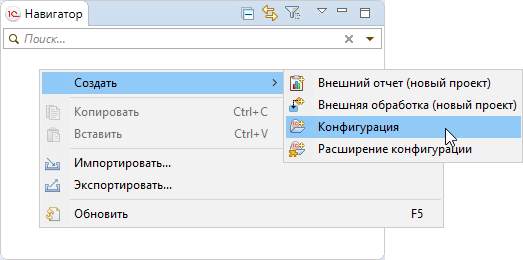 1С Навигатор
Поиск...
Создать
Копировать Ctrl+C
Вставить Ctrl+V
Импортировать...
Экспортировать...
Обновить F5
Внешний отчет (новый проект)
Внешняя обработка (новый проект)
Конфигурация
Расширение конфигурации